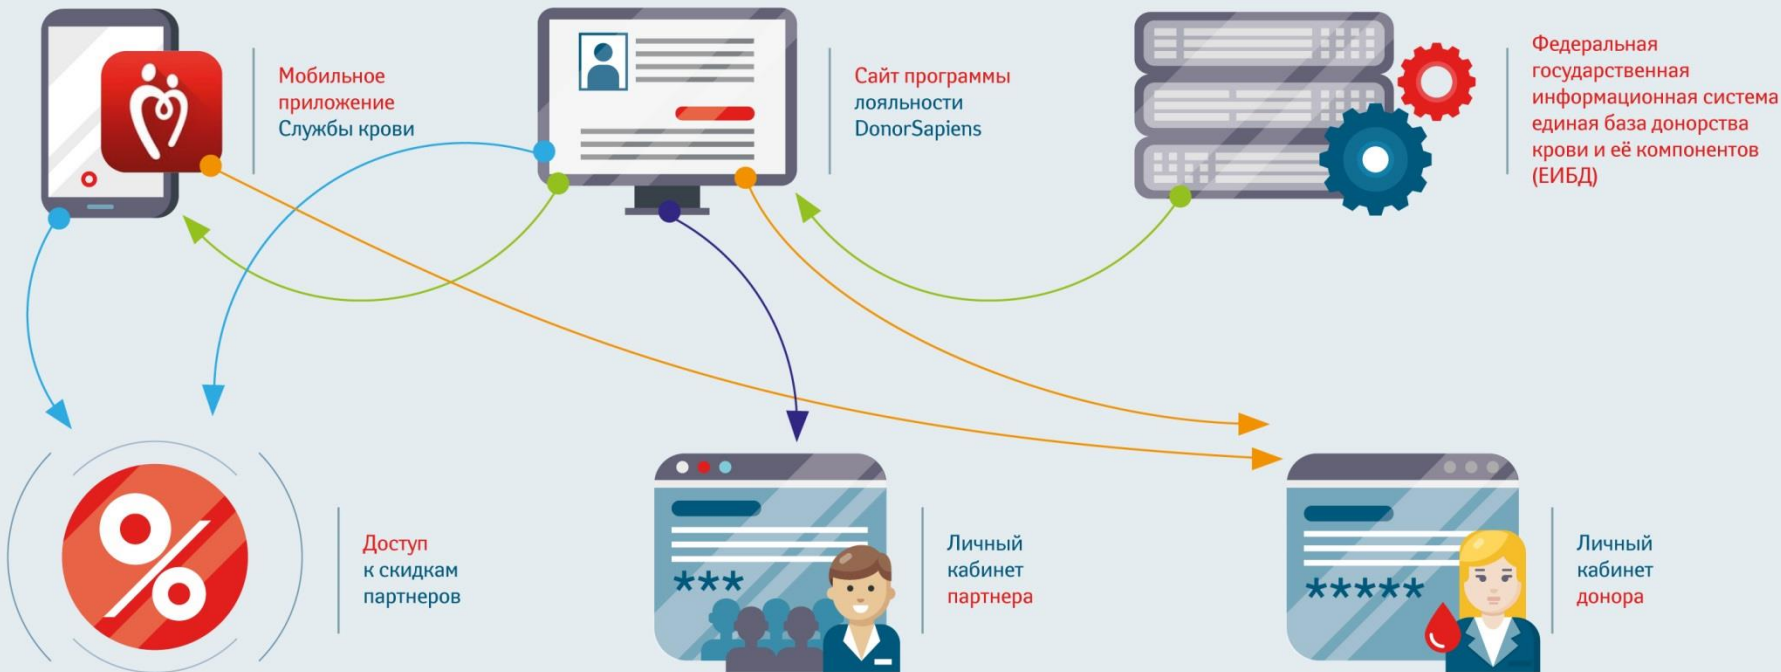 Мобильное
приложение
Службы крови
Сайт программы
лояльности
DonorSapiens
Федеральная
государственная
информационная система
единая база донорства
крови и её компонентов
(ЕИБД)
Доступ
к скидкам
партнеров
%
Личный
кабинет
партнера
***
Личный
кабинет
донора
*****